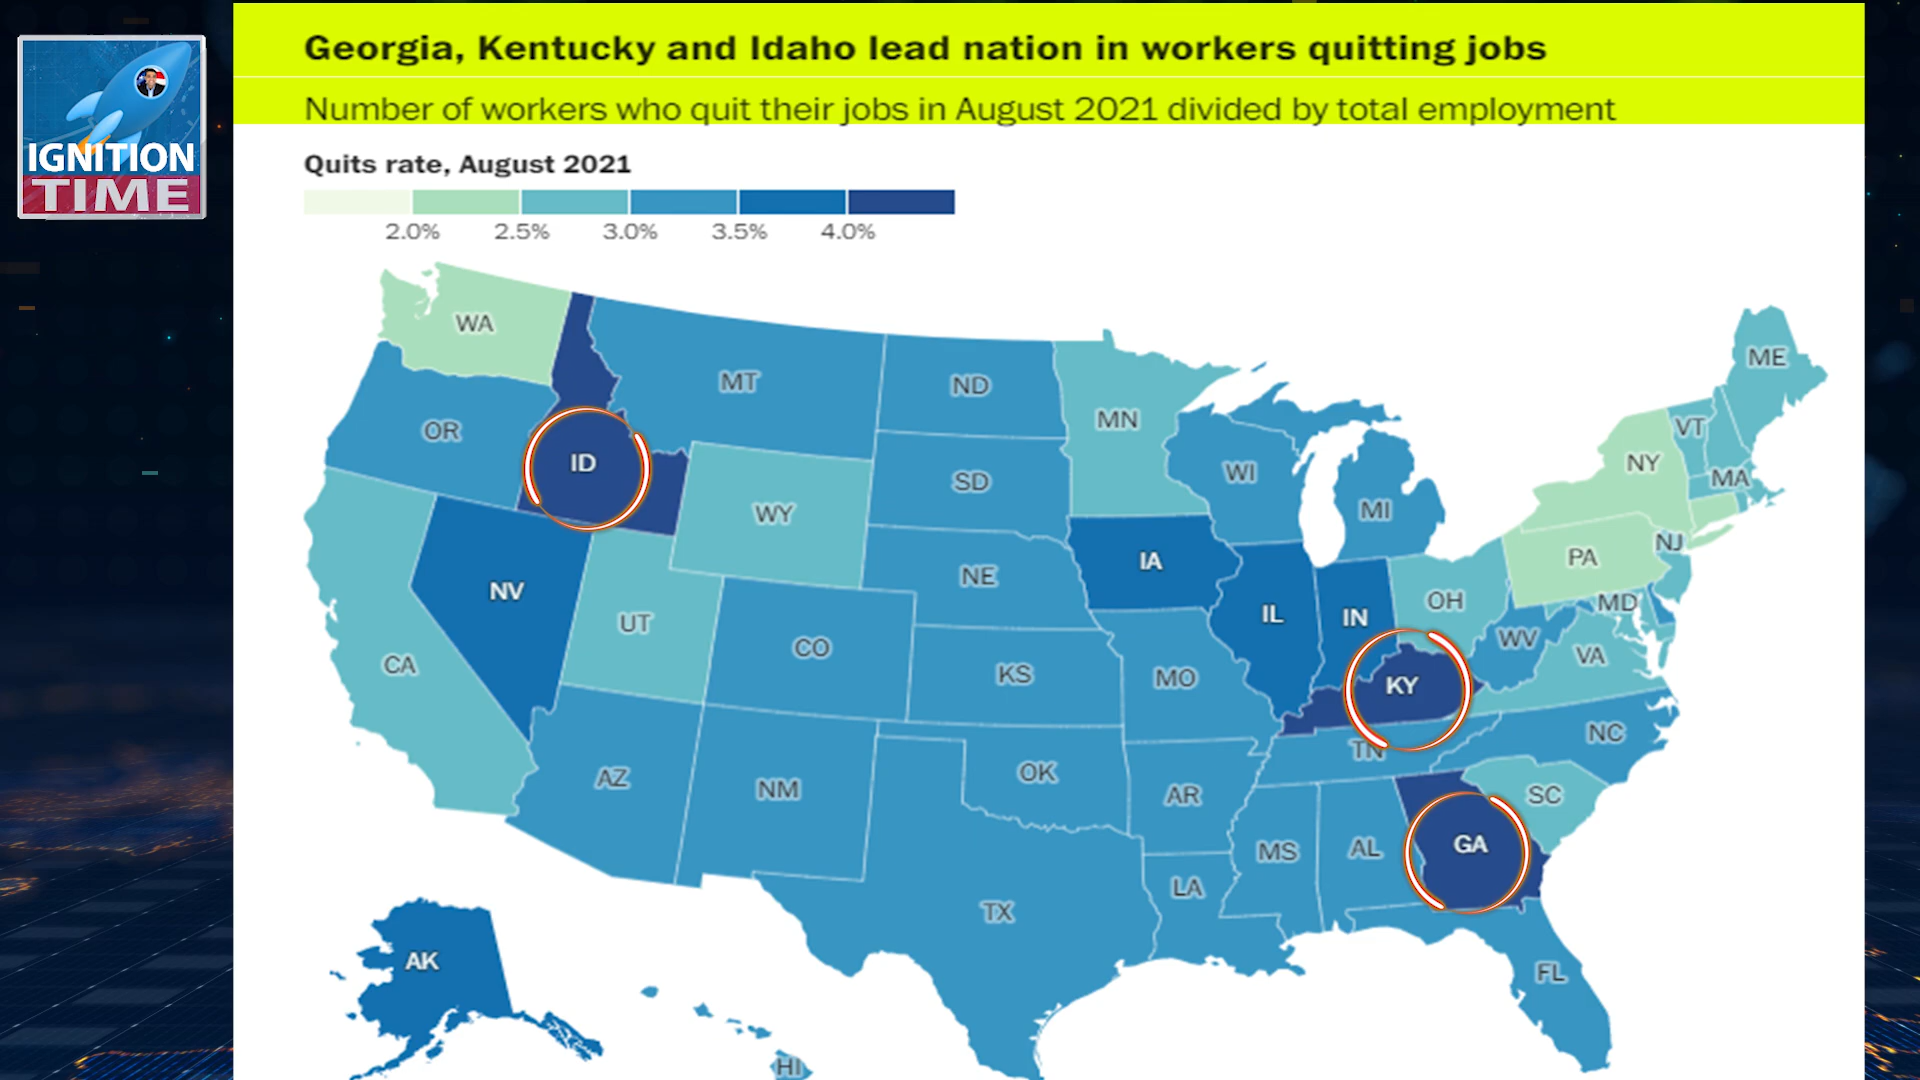 IGNITION
TIME
Georgia, Kentucky and Idaho lead nation in workers quitting jobs
Number of workers who quit their jobs in August 2021 divided by total employment
Quits rate, August 2021
2.0% 2.5% 3.0% 3.5% 4.0%
WA
ME
MT
ND
MN
VT
OR
ID
NY
WI
MA
SD
MI
WY
NJ
PA
IA
NE
NV
OH
MD
IL
IN
UT
WV
CO
VA
CA
KS
MO
KY
NC
TN
OK
AZ
NM
AR
SC
GA
MS
AL
LA
TX
AK
FL
HI